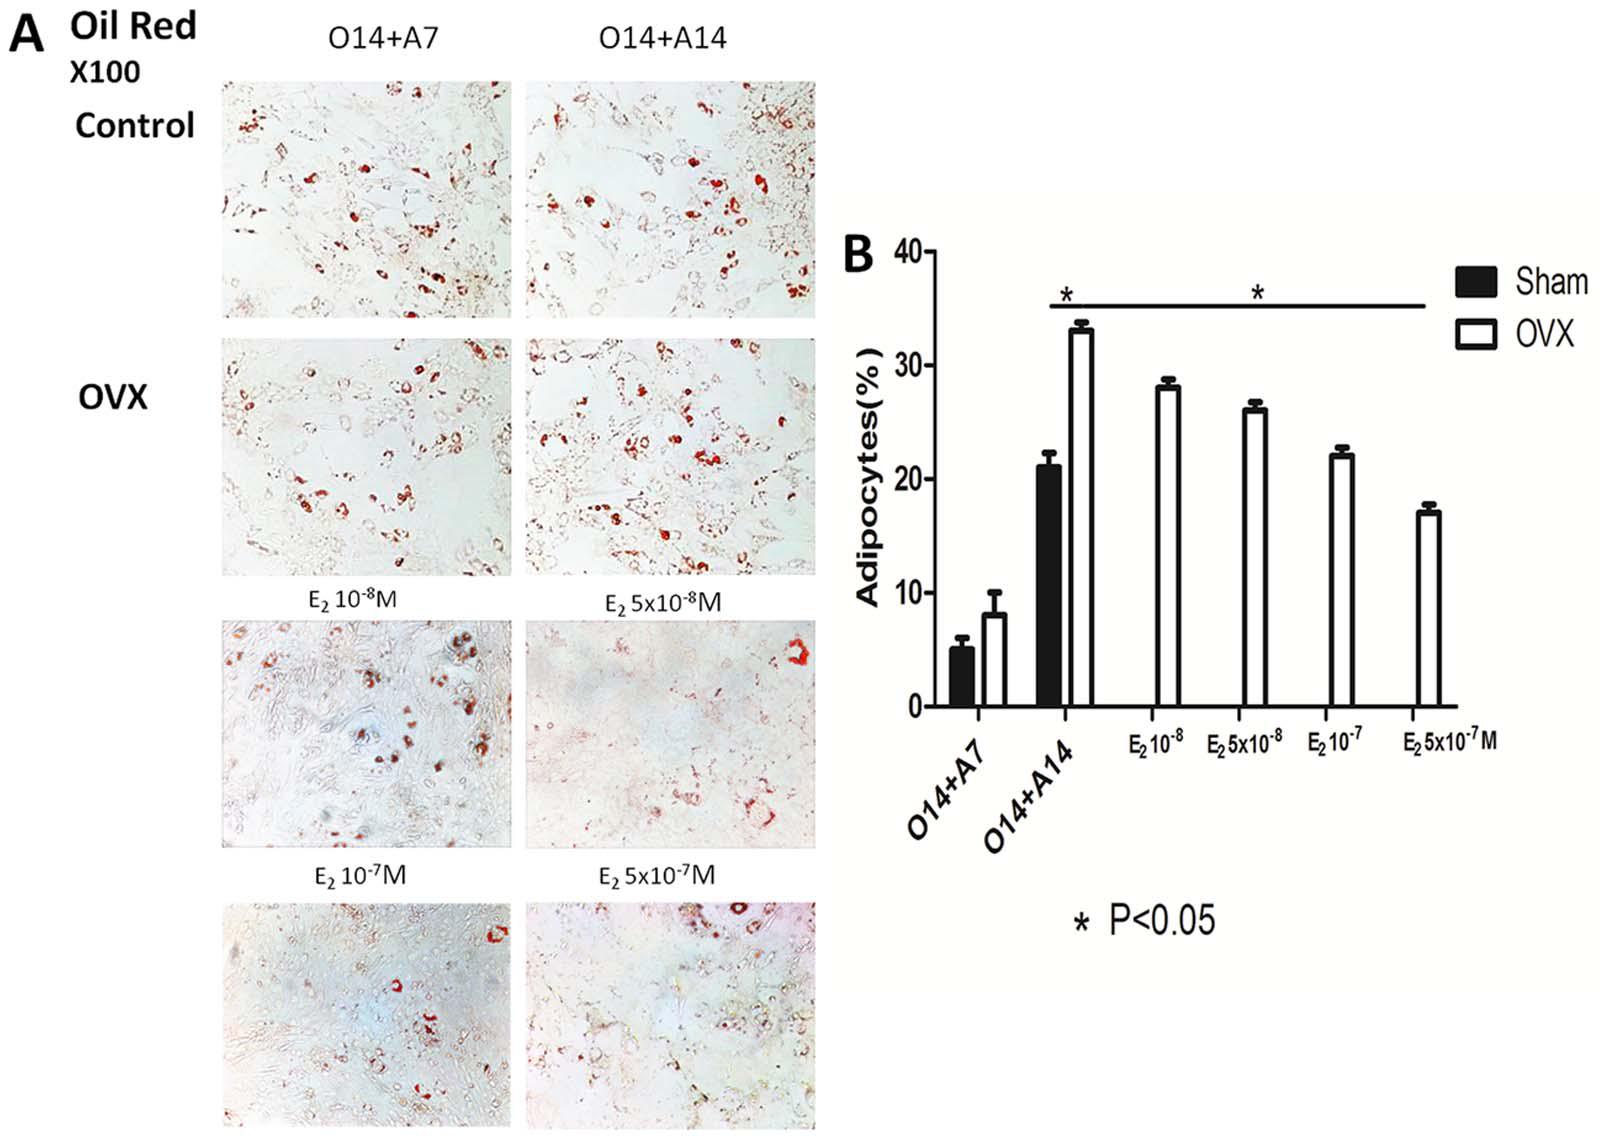 A
Oil Red
X100
O14+A7
O14+A14
Control
OVX
E₂ 10⁻⁸M
E₂ 5x10⁻⁸M
E₂ 10⁻⁷M
E₂ 5x10⁻⁷M
B
40
30
20
10
0
Adipocytes(%)
*
*
Sham
OVX
O14+A7
O14+A14
E₂ 10⁻⁸
E₂ 5x10⁻⁸
E₂ 10⁻⁷
E₂ 5x10⁻⁷ M
* P<0.05